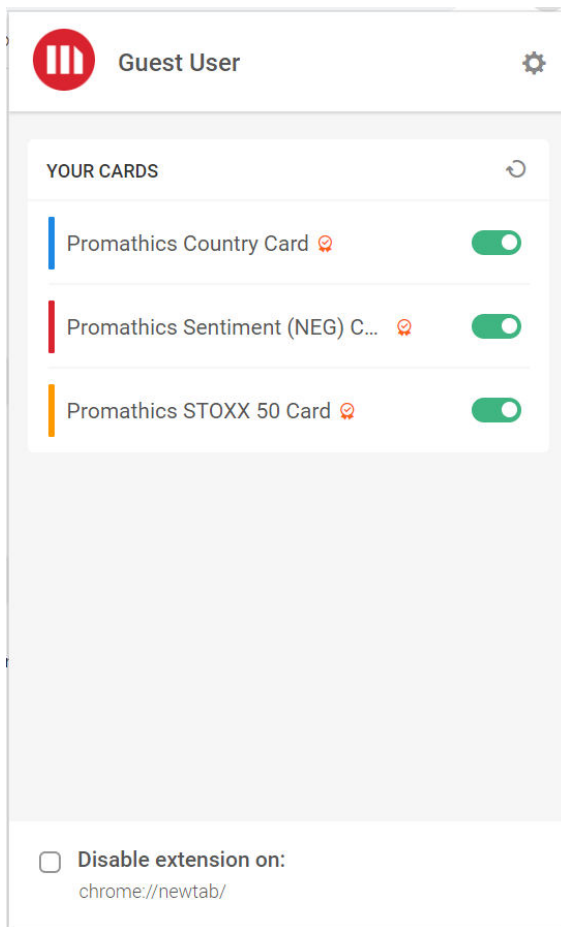 Guest User
YOUR CARDS
Promathics Country Card
Promathics Sentiment (NEG) C...
Promathics STOXX 50 Card
Disable extension on:
chrome://newtab/